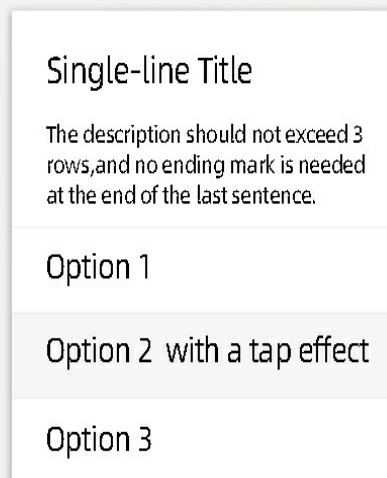 Single-line Title
The description should not exceed 3
rows,and no ending mark is needed
at the end of the last sentence.
Option 1
Option 2 with a tap effect
Option 3